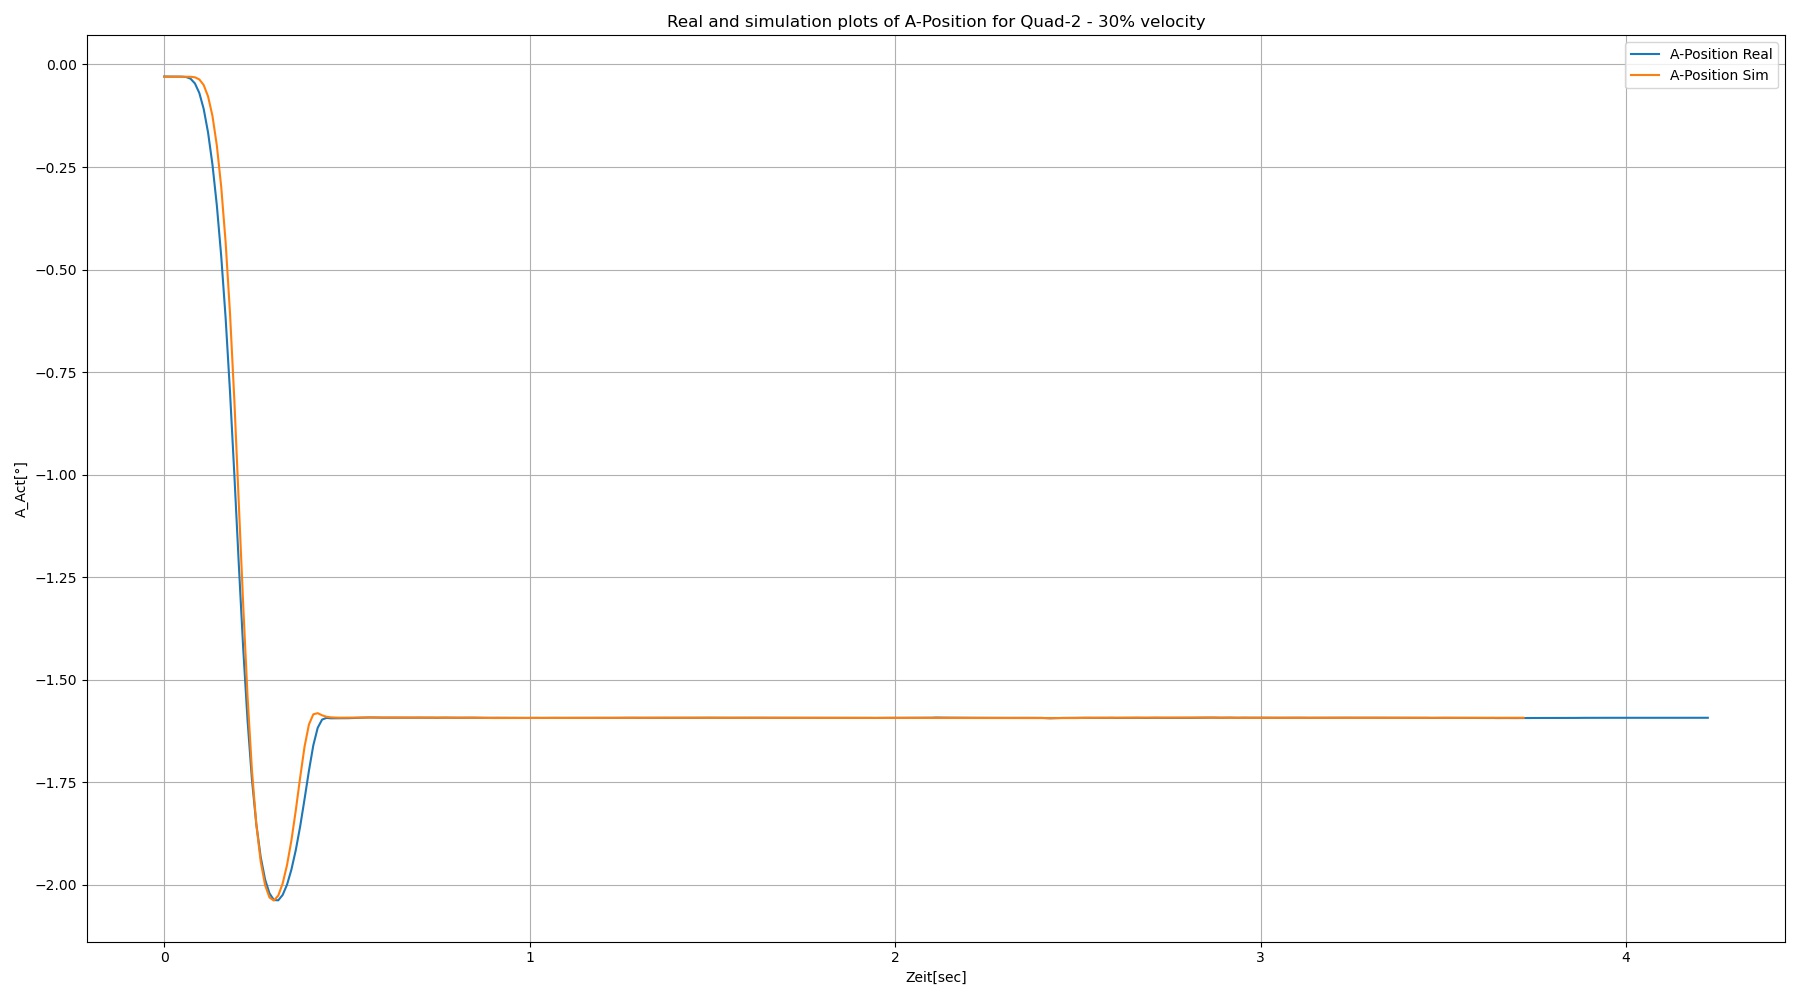 Real and simulation plots of A-Position for Quad-2 - 30% velocity
A-Position Real
A-Position Sim
0.00
−0.25
−0.50
−0.75
−1.00
−1.25
−1.50
−1.75
−2.00
A_Act[°]
0
1
2
3
4
Zeit[sec]